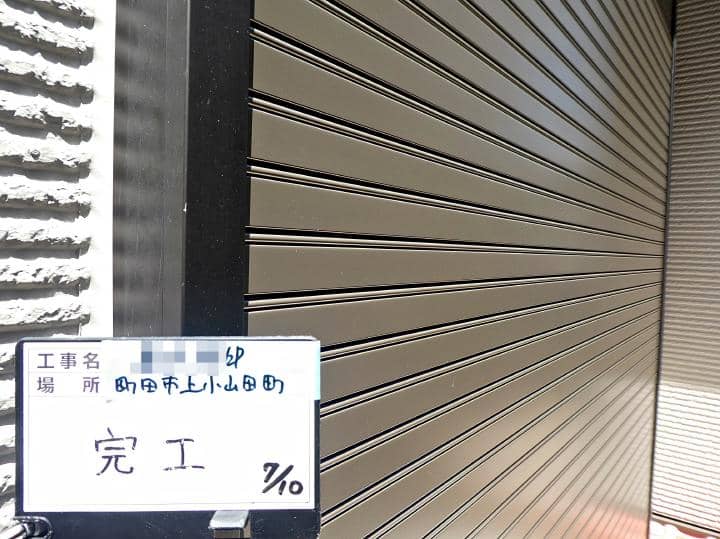 工事名 邸
場所 町田市上小山田町
完工
7/10